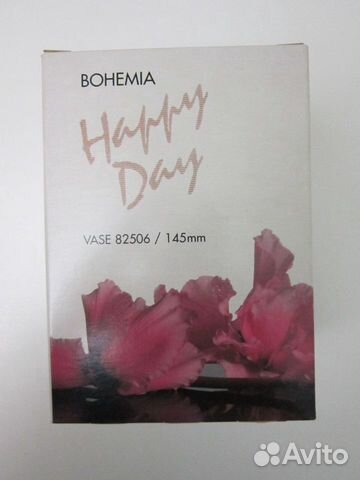 BOHEMIA
Happy
Day
VASE 82506 / 145mm
Avito